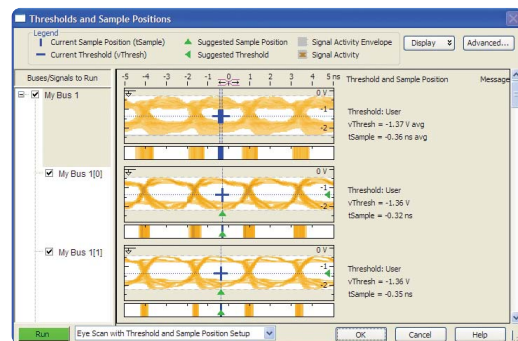 Thresholds and Sample Positions
Legend
Current Sample Position (tSample)
Suggested Sample Position
Signal Activity Envelope
Current Threshold (vThresh)
Suggested Threshold
Signal Activity
Display
Advanced...
Buses/Signals to Run
-5 -4 -3 -2 -1 0 1 2 3 4 5 ns
Threshold and Sample Position
Message
My Bus 1
0 V
-1
-2
Threshold: User
vThresh = -1.37 V avg
tSample = -0.36 ns avg
My Bus 1[0]
0 V
-1
-2
Threshold: User
vThresh = -1.36 V
tSample = -0.32 ns
My Bus 1[1]
0 V
-1
-2
Threshold: User
vThresh = -1.36 V
tSample = -0.35 ns
Run
Eye Scan with Threshold and Sample Position Setup
OK
Cancel
Help